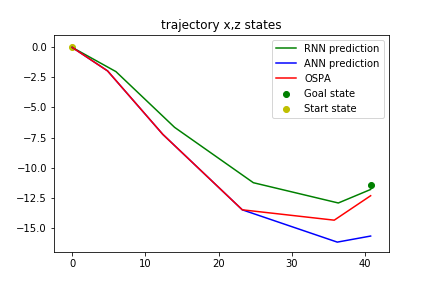 trajectory x,z states
RNN prediction
ANN prediction
OSPA
Goal state
Start state
0.0
−2.5
−5.0
−7.5
−10.0
−12.5
−15.0
0 10 20 30 40